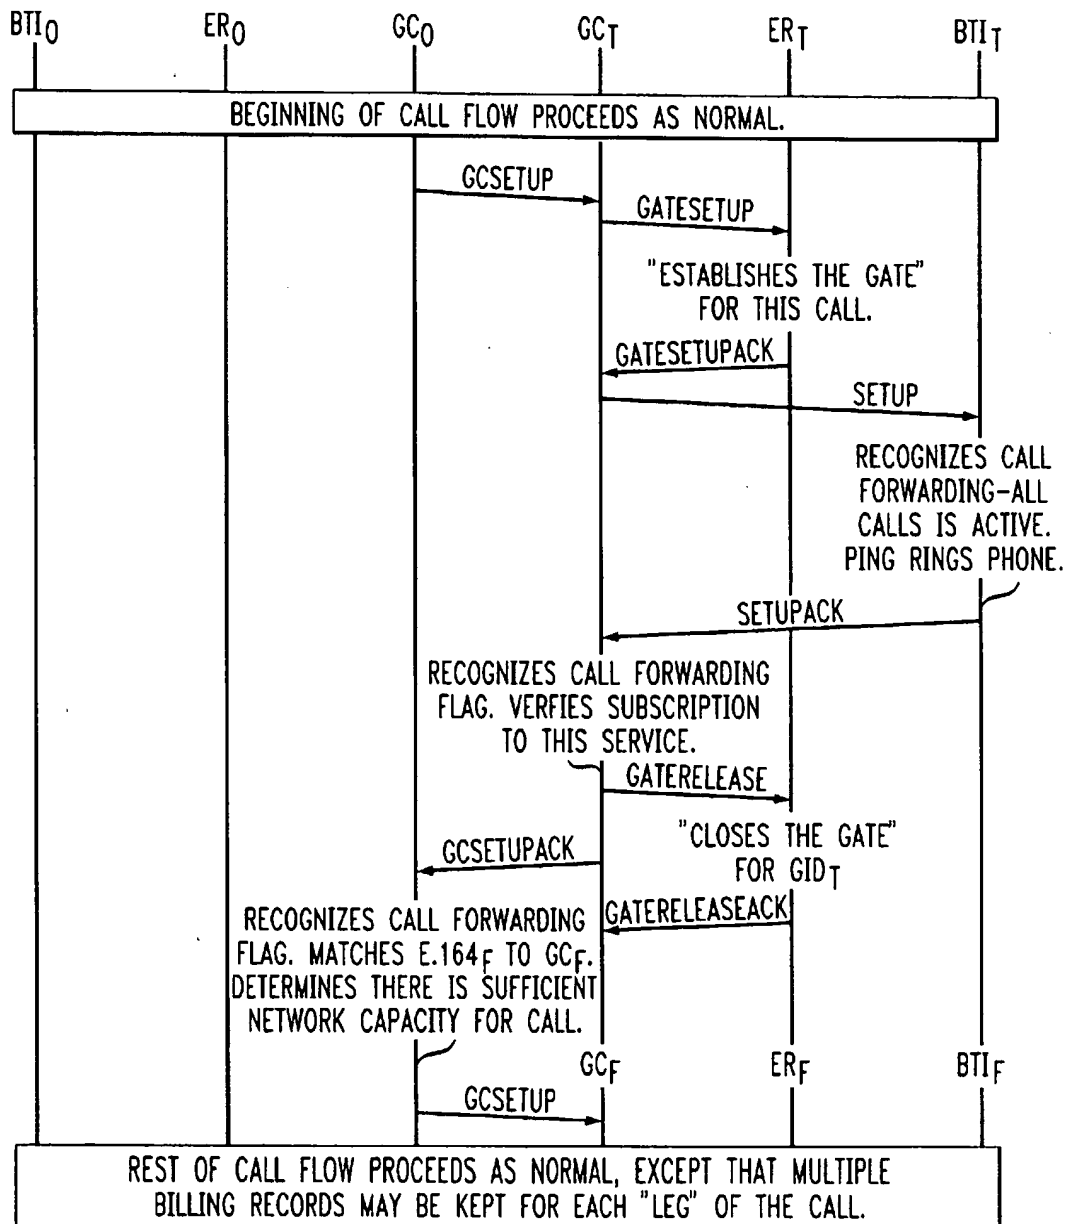 BTIO ERO GCO GCT ERT BTIT
BEGINNING OF CALL FLOW PROCEEDS AS NORMAL.
GCSETUP
GATESETUP
"ESTABLISHES THE GATE"
FOR THIS CALL.
GATESETUPACK
SETUP
RECOGNIZES CALL
FORWARDING-ALL
CALLS IS ACTIVE.
PING RINGS PHONE.
SETUPACK
RECOGNIZES CALL FORWARDING
FLAG. VERFIES SUBSCRIPTION
TO THIS SERVICE.
GATERELEASE
"CLOSES THE GATE"
FOR GIDT
GCSETUPACK
GATERELEASEACK
RECOGNIZES CALL FORWARDING
FLAG. MATCHES E.164F TO GCF.
DETERMINES THERE IS SUFFICIENT
NETWORK CAPACITY FOR CALL.
GCF ERF BTIF
GCSETUP
REST OF CALL FLOW PROCEEDS AS NORMAL, EXCEPT THAT MULTIPLE
BILLING RECORDS MAY BE KEPT FOR EACH "LEG" OF THE CALL.